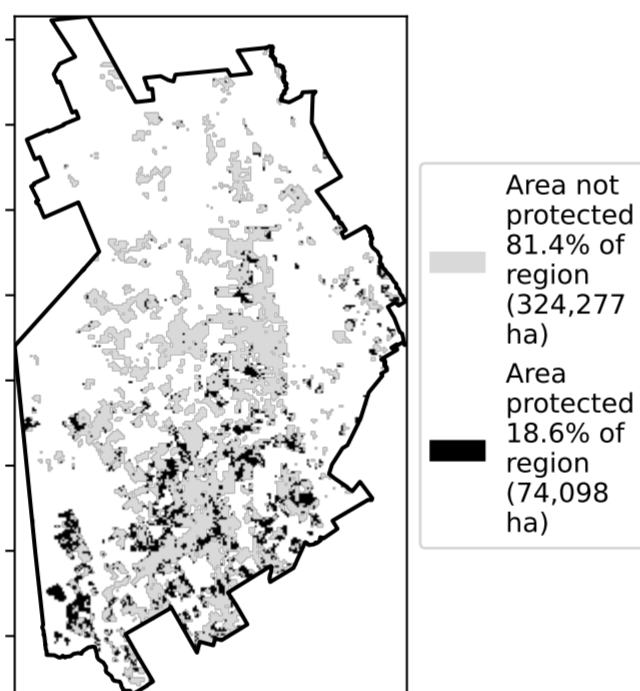 Area not
protected
81.4% of
region
(324,277
ha)
Area
protected
18.6% of
region
(74,098
ha)